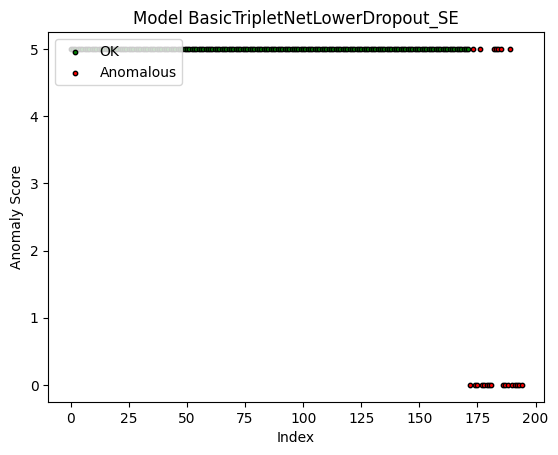 Model BasicTripletNetLowerDropout_SE
OK
Anomalous
Anomaly Score
5
4
3
2
1
0
0 25 50 75 100 125 150 175 200
Index